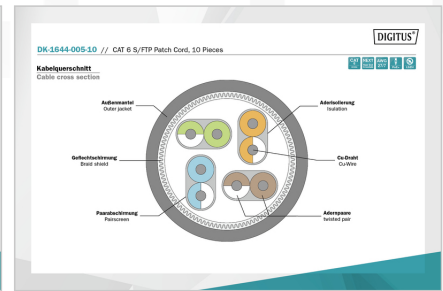 DIGITUS®
DK-1644-005-10 // CAT 6 S/FTP Patch Cord, 10 Pieces
Kabelquerschnitt
Cable cross section
Außenmantel
Outer jacket
Aderisolierung
Insulation
Geflechtschirmung
Braid shield
Cu-Draht
Cu-Wire
Paarabschirmung
Pairscreen
Adernpaare
twisted pair